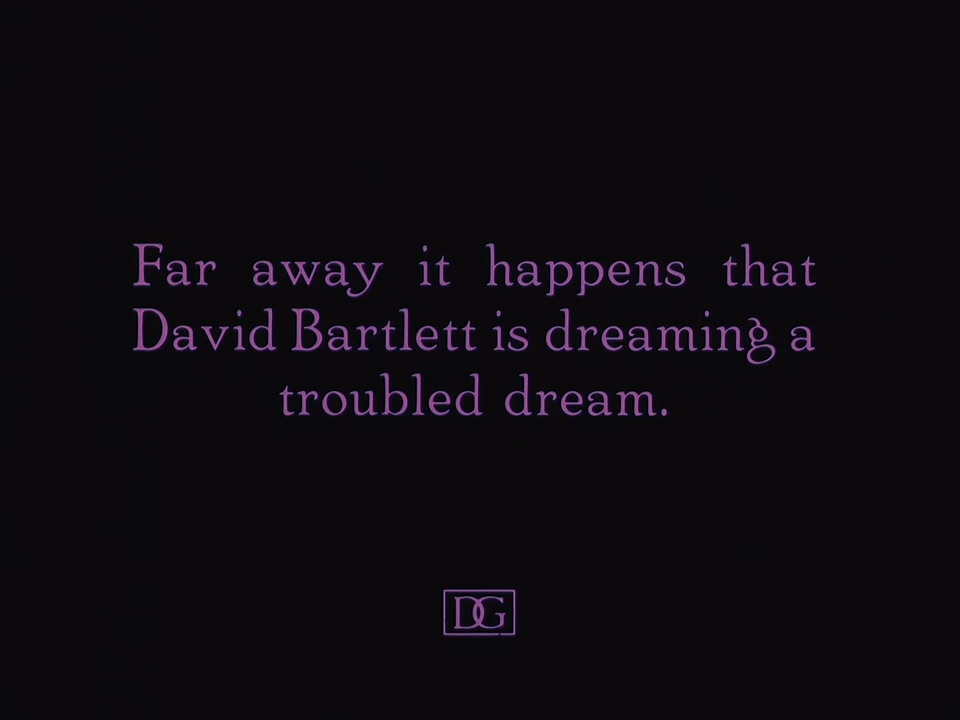 Far away it happens that
David Bartlett is dreaming a
troubled dream.
DG